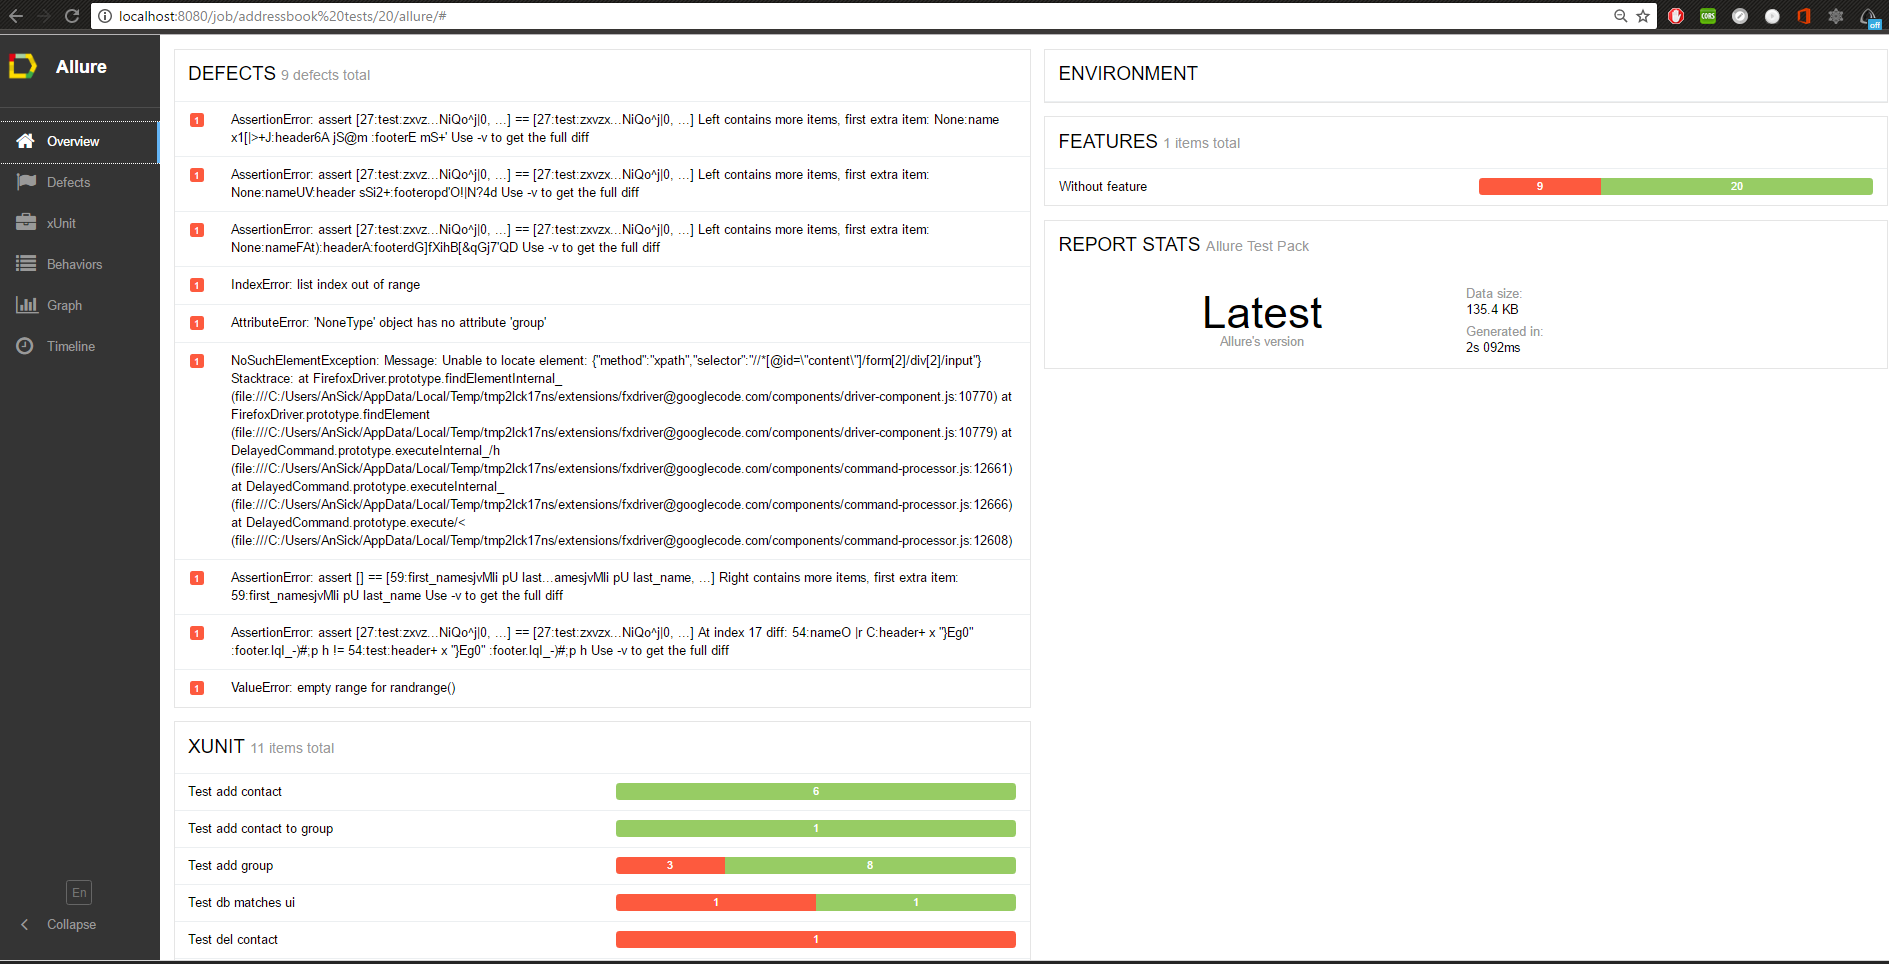 localhost:8080/job/addressbook%20tests/20/allure/#
CORS
off
Allure
Overview
Defects
xUnit
Behaviors
Graph
Timeline
En
Collapse
DEFECTS 9 defects total
1 AssertionError: assert [27:test:zxvz...NiQo^j|0, ...] == [27:test:zxvzx...NiQo^j|0, ...] Left contains more items, first extra item: None:name
x1[|>+J:header6A jS@m :footerE mS+' Use -v to get the full diff
1 AssertionError: assert [27:test:zxvz...NiQo^j|0, ...] == [27:test:zxvzx...NiQo^j|0, ...] Left contains more items, first extra item:
None:nameUV:header sSi2+:footeropd'O!|N?4d Use -v to get the full diff
1 AssertionError: assert [27:test:zxvz...NiQo^j|0, ...] == [27:test:zxvzx...NiQo^j|0, ...] Left contains more items, first extra item:
None:nameFAt):headerA:footerdG]fXihB[&qGj7'QD Use -v to get the full diff
1 IndexError: list index out of range
1 AttributeError: 'NoneType' object has no attribute 'group'
1 NoSuchElementException: Message: Unable to locate element: {"method":"xpath","selector":"//*[@id=\"content\"]/form[2]/div[2]/input"}
Stacktrace: at FirefoxDriver.prototype.findElementInternal_
(file:///C:/Users/AnSick/AppData/Local/Temp/tmp2lck17ns/extensions/fxdriver@googlecode.com/components/driver-component.js:10770) at
FirefoxDriver.prototype.findElement
(file:///C:/Users/AnSick/AppData/Local/Temp/tmp2lck17ns/extensions/fxdriver@googlecode.com/components/driver-component.js:10779) at
DelayedCommand.prototype.executeInternal_/h
(file:///C:/Users/AnSick/AppData/Local/Temp/tmp2lck17ns/extensions/fxdriver@googlecode.com/components/command-processor.js:12661)
at DelayedCommand.prototype.executeInternal_
(file:///C:/Users/AnSick/AppData/Local/Temp/tmp2lck17ns/extensions/fxdriver@googlecode.com/components/command-processor.js:12666)
at DelayedCommand.prototype.execute/<
(file:///C:/Users/AnSick/AppData/Local/Temp/tmp2lck17ns/extensions/fxdriver@googlecode.com/components/command-processor.js:12608)
1 AssertionError: assert [] == [59:first_namesjvMli pU last...amesjvMli pU last_name, ...] Right contains more items, first extra item:
59:first_namesjvMli pU last_name Use -v to get the full diff
1 AssertionError: assert [27:test:zxvz...NiQo^j|0, ...] == [27:test:zxvzx...NiQo^j|0, ...] At index 17 diff: 54:nameO |r C:header+ x "}Eg0"
:footer.lqI_-)#;p h != 54:test:header+ x "}Eg0" :footer.lqI_-)#;p h Use -v to get the full diff
1 ValueError: empty range for randrange()
XUNIT 11 items total
Test add contact 6
Test add contact to group 1
Test add group 3 8
Test db matches ui 1 1
Test del contact 1
ENVIRONMENT
FEATURES 1 items total
Without feature 9 20
REPORT STATS Allure Test Pack
Latest
Allure's version
Data size:
135.4 KB
Generated in:
2s 092ms